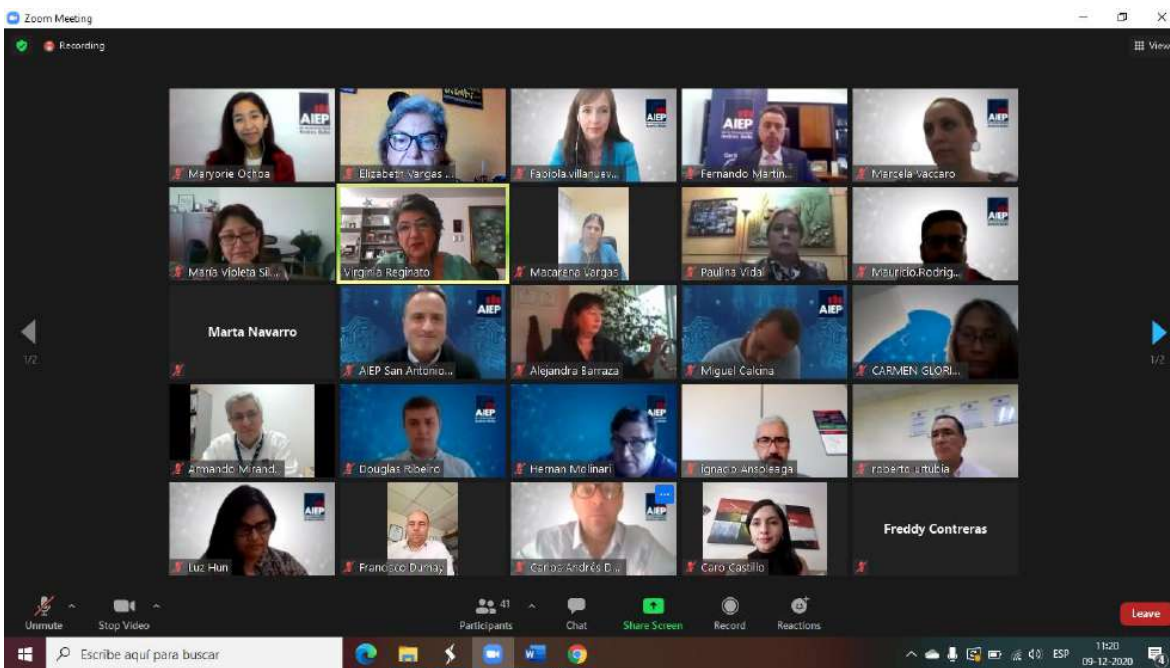 Zoom Meeting
Recording
View
AIEP
Andrés Bello
Maryorie Ochoa
Elizabeth Vargas ...
AIEP
Fabiola.villanuev...
AIEP
Fernando Martin...
AIEP
Marcela Vaccaro
María Violeta Sil...
Virginia Reginato
Macarena Vargas
Paulina Vidal
AIEP
Mauricio.Rodrig...
Marta Navarro
AIEP
AIEP San Antonio...
Alejandra Barraza
AIEP
Miguel Calcina
CARMEN GLORI...
1/2
1/2
Armando Mirand...
AIEP
Douglas Ribeiro
AIEP
Hernan Molinari
Ignacio Ansoleaga
roberto urtubia
AIEP
Luz Hun
Francisco Dumay
AIEP
Carlos Andrés D...
Caro Castillo
Freddy Contreras
Unmute
Stop Video
Participants
41
Chat
Share Screen
Record
Reactions
Leave
Escribe aquí para buscar
ESP
11:20
09-12-2020